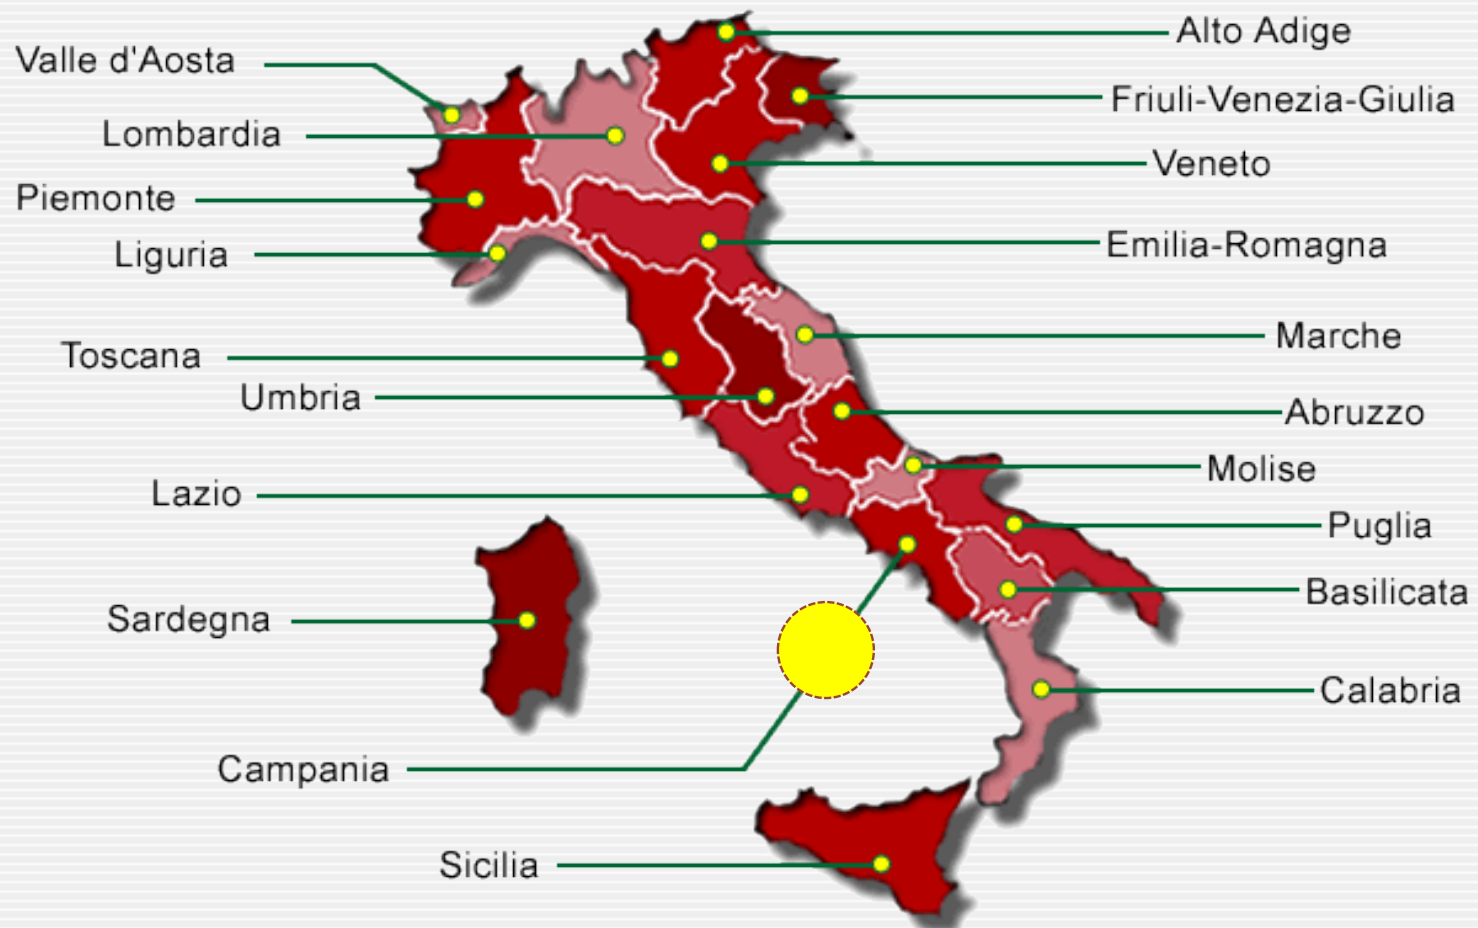 Alto Adige
Valle d'Aosta
Friuli-Venezia-Giulia
Lombardia
Veneto
Piemonte
Emilia-Romagna
Liguria
Marche
Toscana
Umbria
Abruzzo
Molise
Lazio
Puglia
Basilicata
Sardegna
Calabria
Campania
Sicilia